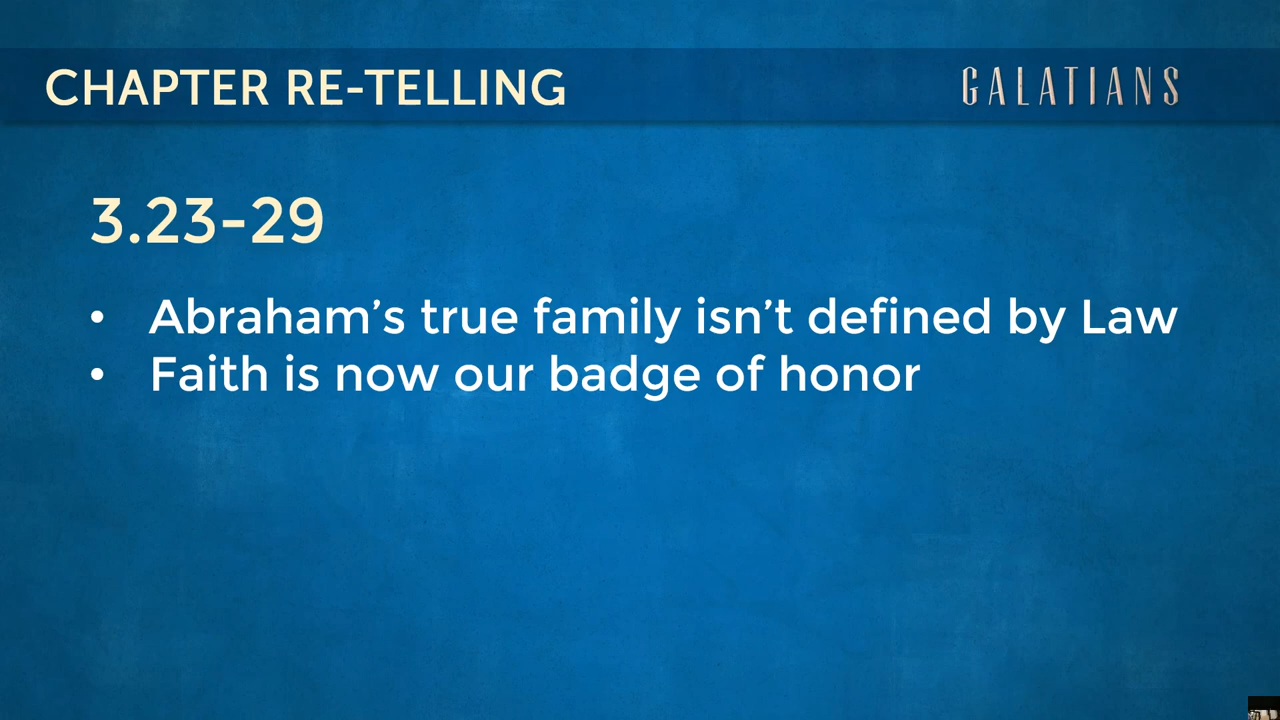 CHAPTER RE-TELLING
GALATIANS
3.23-29
• Abraham’s true family isn’t defined by Law
• Faith is now our badge of honor